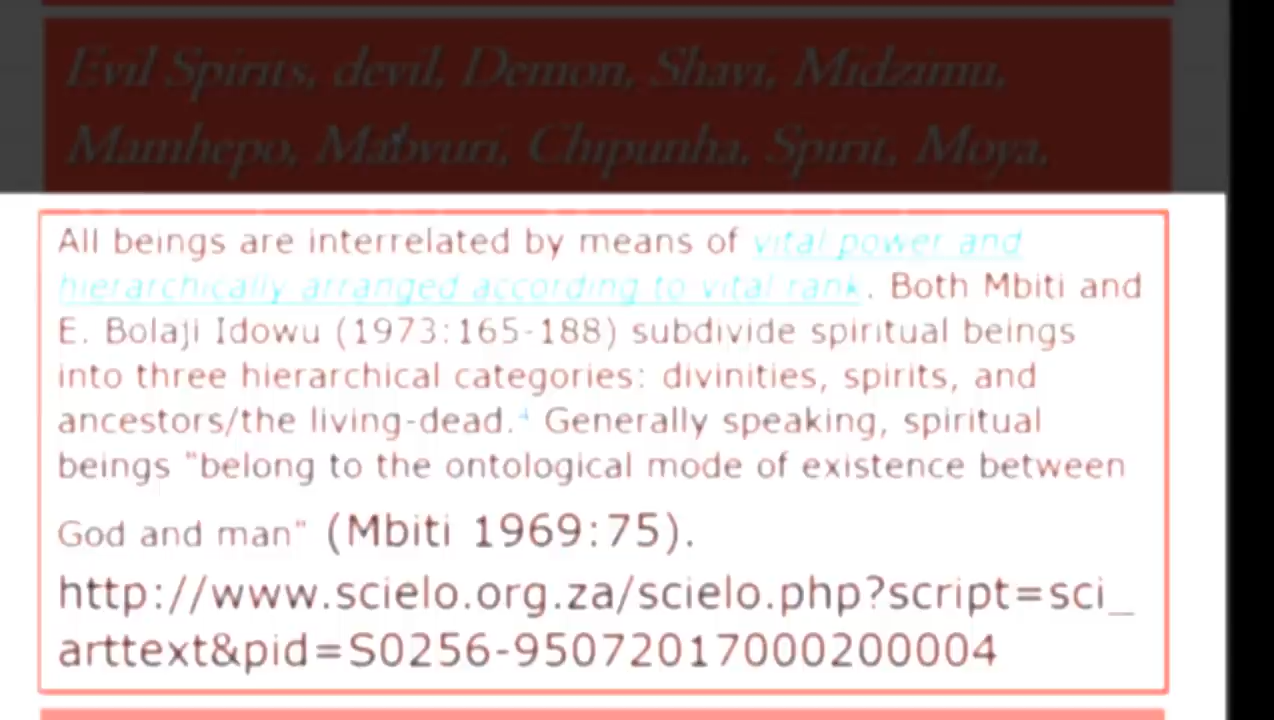 Evil Spirits, devil, Demon, Shavi, Midzimu,
Mamhepo, Mabvuri, Chipunha, Spirit, Moya,
All beings are interrelated by means of vital power and
hierarchically arranged according to vital rank. Both Mbiti and
E. Bolaji Idowu (1973:165-188) subdivide spiritual beings
into three hierarchical categories: divinities, spirits, and
ancestors/the living-dead.4 Generally speaking, spiritual
beings "belong to the ontological mode of existence between
God and man" (Mbiti 1969:75).
http://www.scielo.org.za/scielo.php?script=sci_
arttext&pid=S0256-95072017000200004